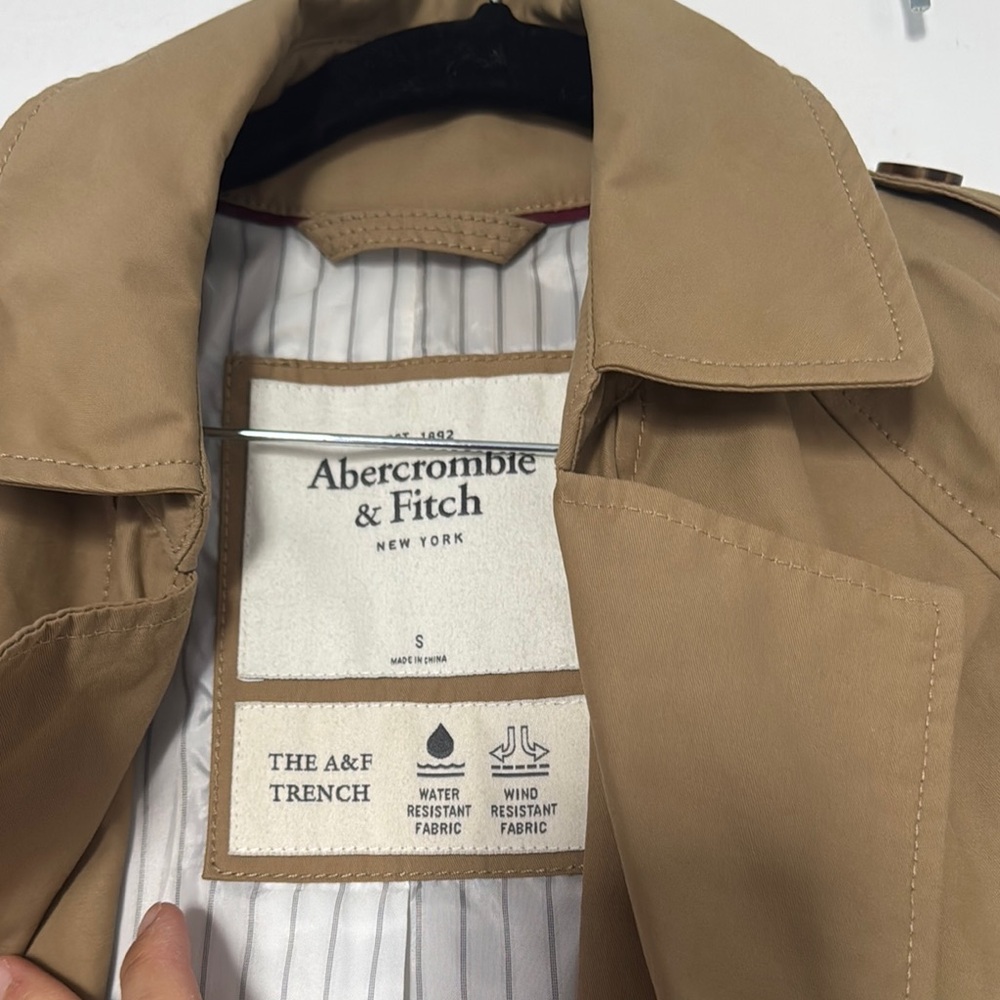 EST. 1892
Abercrombie
& Fitch
NEW YORK
S
MADE IN CHINA
THE A&F
TRENCH
WATER
RESISTANT
FABRIC
WIND
RESISTANT
FABRIC